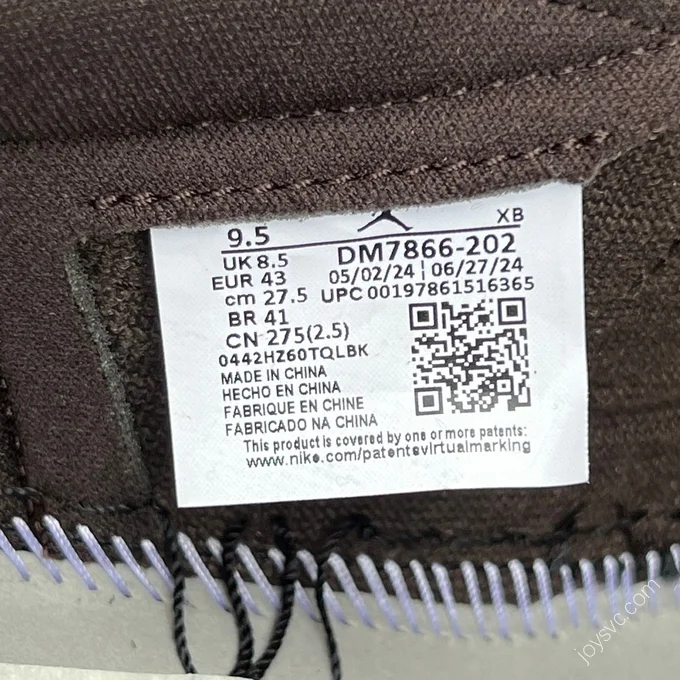 9.5
XB
UK 8.5
DM7866-202
EUR 43
05/02/24 | 06/27/24
cm 27.5
UPC 00197861516365
BR 41
CN 275(2.5)
0442HZ60TQLBK
MADE IN CHINA
HECHO EN CHINA
FABRIQUE EN CHINE
FABRICADO NA CHINA
This product is covered by one or more patents:
www.nike.com/patentsvirtualmarking
joysvc.com